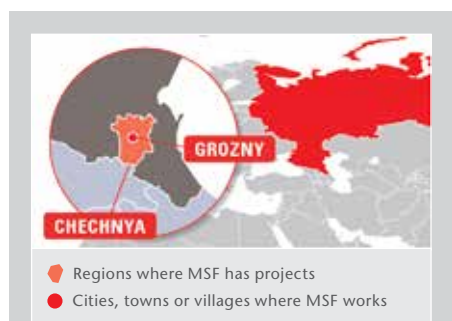 GROZNY
CHECHNYA
Regions where MSF has projects
Cities, towns or villages where MSF works